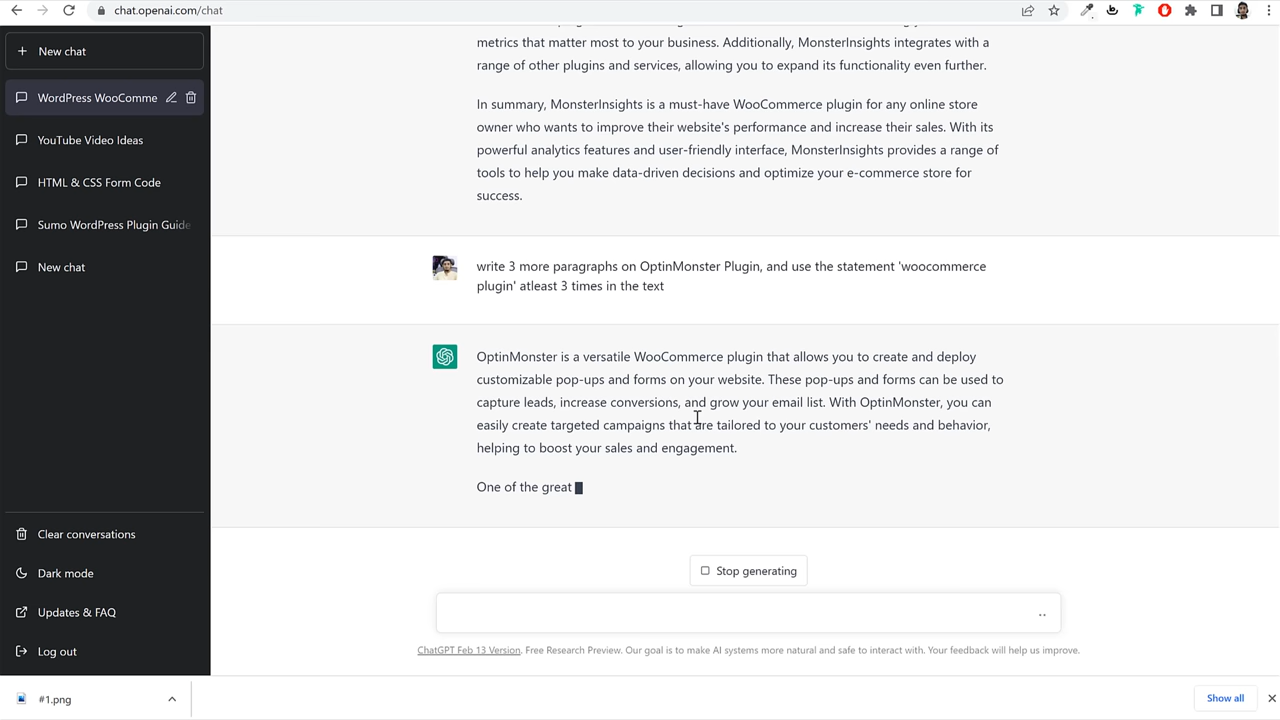 chat.openai.com/chat
New chat
WordPress WooComme
YouTube Video Ideas
HTML & CSS Form Code
Sumo WordPress Plugin Guide
New chat
Clear conversations
Dark mode
Updates & FAQ
Log out
metrics that matter most to your business. Additionally, MonsterInsights integrates with a
range of other plugins and services, allowing you to expand its functionality even further.
In summary, MonsterInsights is a must-have WooCommerce plugin for any online store
owner who wants to improve their website's performance and increase their sales. With its
powerful analytics features and user-friendly interface, MonsterInsights provides a range of
tools to help you make data-driven decisions and optimize your e-commerce store for
success.
write 3 more paragraphs on OptinMonster Plugin, and use the statement 'woocommerce
plugin' atleast 3 times in the text
OptinMonster is a versatile WooCommerce plugin that allows you to create and deploy
customizable pop-ups and forms on your website. These pop-ups and forms can be used to
capture leads, increase conversions, and grow your email list. With OptinMonster, you can
easily create targeted campaigns that are tailored to your customers' needs and behavior,
helping to boost your sales and engagement.
One of the great
Stop generating
ChatGPT Feb 13 Version. Free Research Preview. Our goal is to make AI systems more natural and safe to interact with. Your feedback will help us improve.
#1.png
Show all